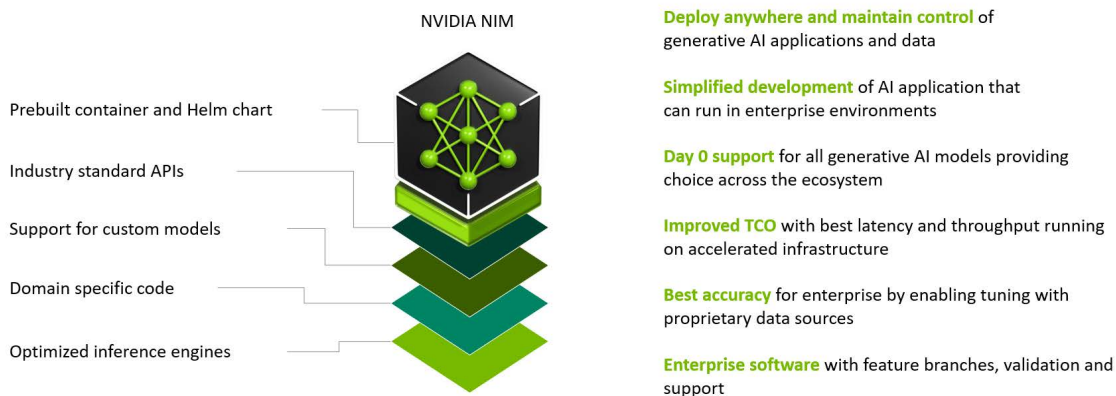 NVIDIA NIM
Prebuilt container and Helm chart
Industry standard APIs
Support for custom models
Domain specific code
Optimized inference engines
Deploy anywhere and maintain control of
generative AI applications and data
Simplified development of AI application that
can run in enterprise environments
Day 0 support for all generative AI models providing
choice across the ecosystem
Improved TCO with best latency and throughput running
on accelerated infrastructure
Best accuracy for enterprise by enabling tuning with
proprietary data sources
Enterprise software with feature branches, validation and
support